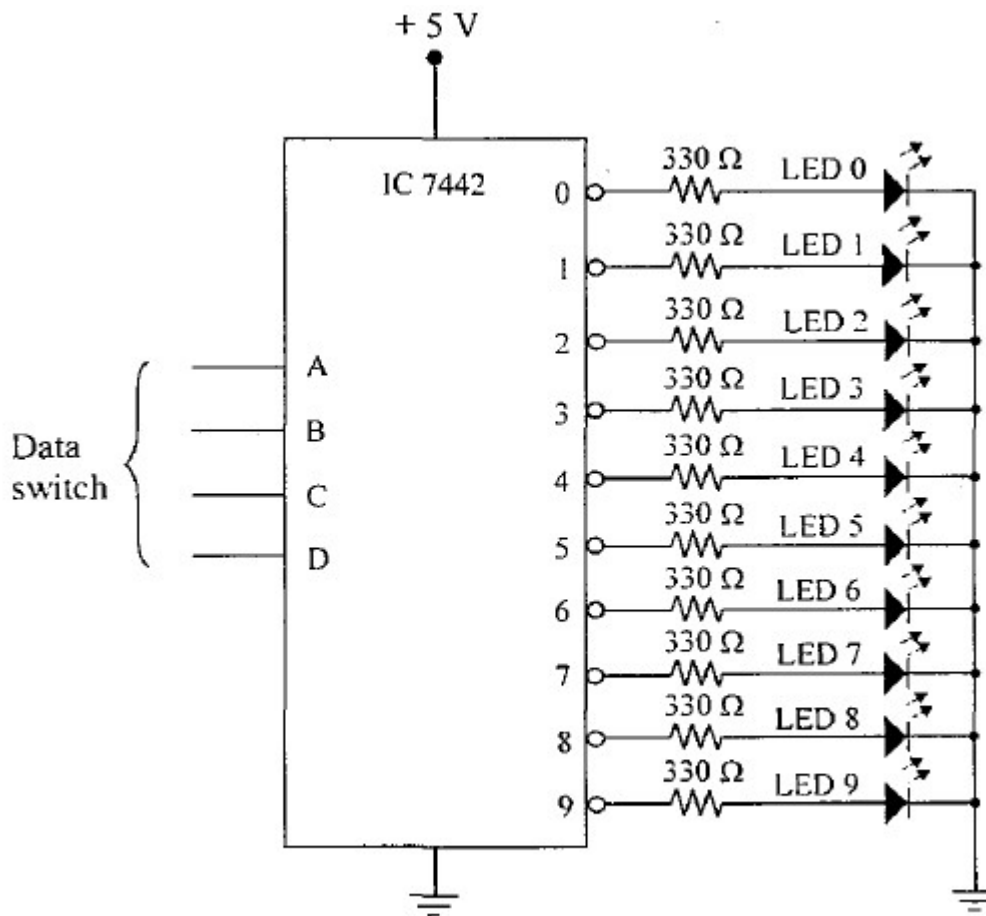 + 5 V
IC 7442
0
330 Ω
LED 0
1
330 Ω
LED 1
2
330 Ω
LED 2
3
330 Ω
LED 3
4
330 Ω
LED 4
5
330 Ω
LED 5
6
330 Ω
LED 6
7
330 Ω
LED 7
8
330 Ω
LED 8
9
330 Ω
LED 9
Data
switch
A
B
C
D